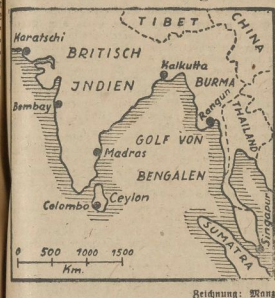 TIBET
CHINA
Karatschi
BRITISCH
JNDIEN
Kalkutta
BURMA
Rangun
THAILAND
Bombay
GOLF VON
BENGALEN
Madras
Colombo
Ceylon
0 500 1000 1500
Km.
SUMATRA
Singapur
Zeichnung: